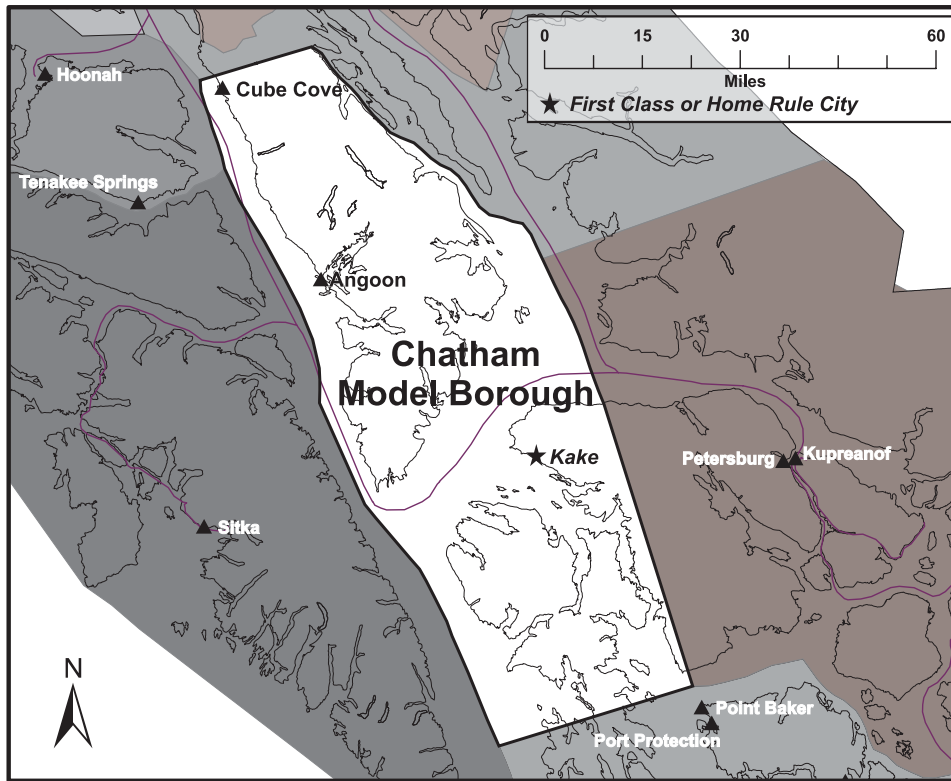 0 15 30 60
Miles
First Class or Home Rule City
Hoonah
Cube Cove
Tenakee Springs
Angoon
Chatham
Model Borough
Kake
Petersburg
Kupreanof
Sitka
N
Point Baker
Port Protection